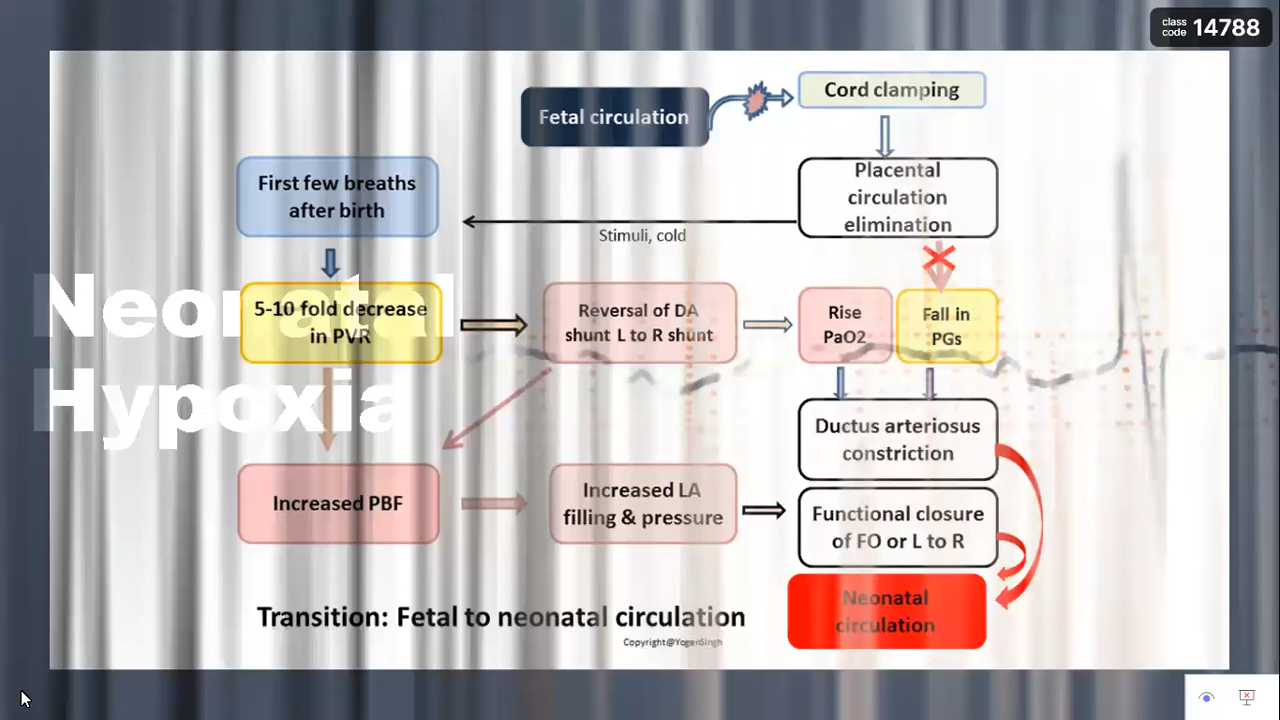 class
code 14788
Fetal circulation
Cord clamping
First few breaths
after birth
Placental
circulation
elimination
Stimuli, cold
Neonatal
Hypoxia
5-10 fold decrease
in PVR
Reversal of DA
shunt L to R shunt
Rise
PaO2
Fall in
PGs
Ductus arteriosus
constriction
Increased PBF
Increased LA
filling & pressure
Functional closure
of FO or L to R
Neonatal
circulation
Transition: Fetal to neonatal circulation
Copyright@YogenSingh